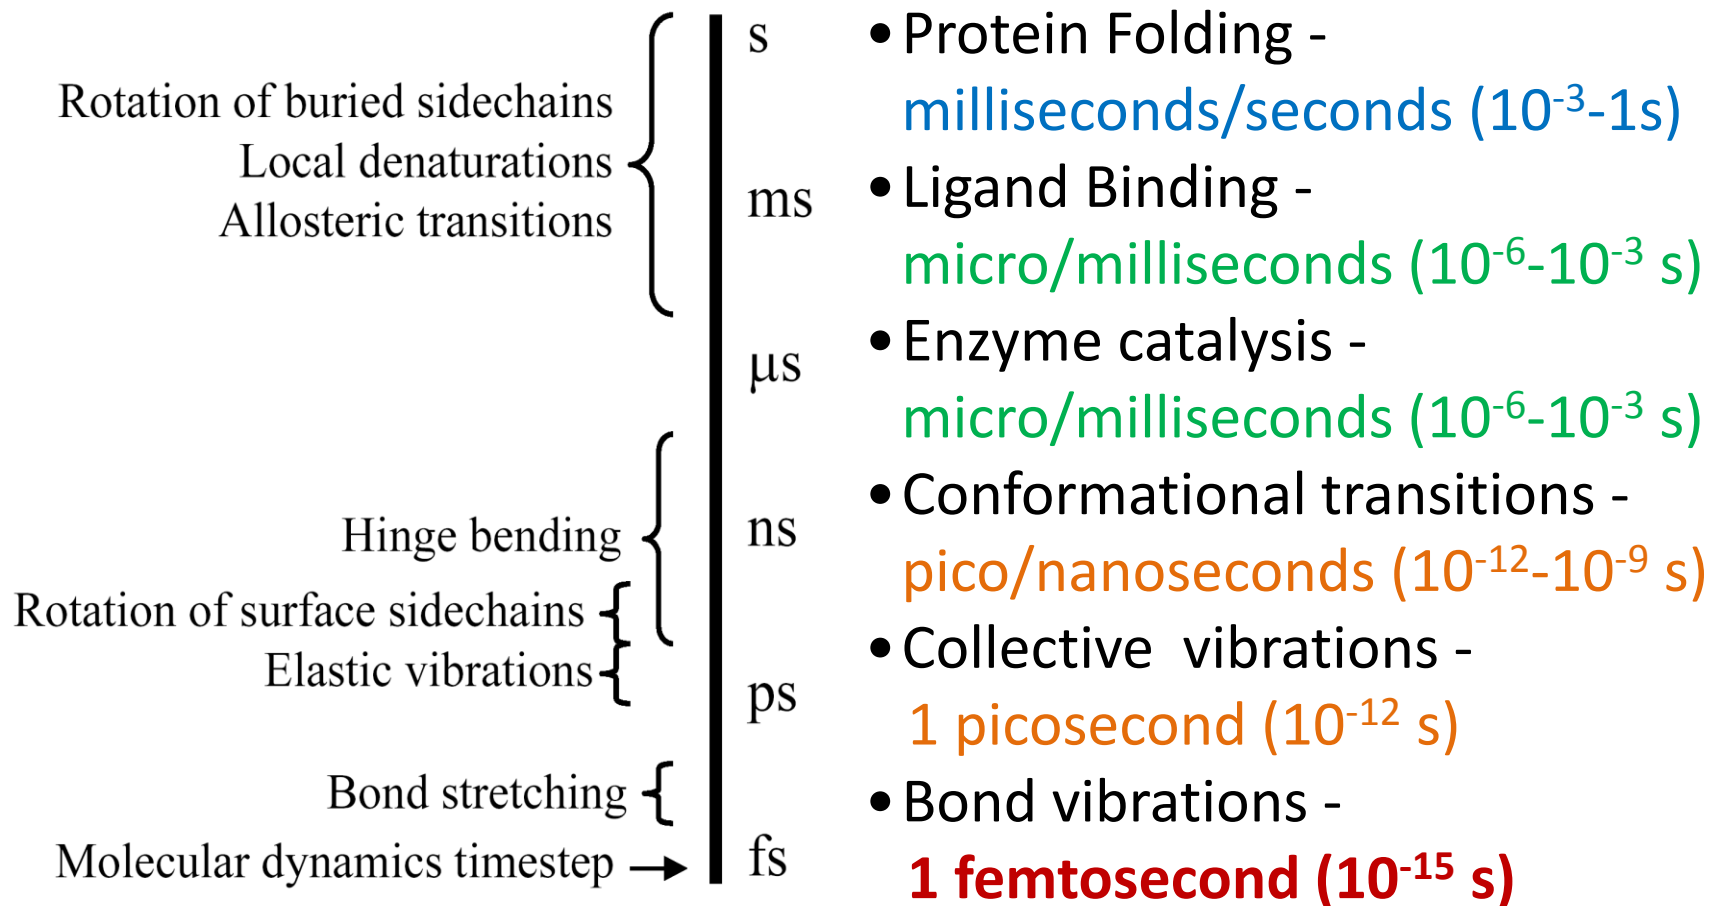 Rotation of buried sidechains
Local denaturations
Allosteric transitions
Hinge bending
Rotation of surface sidechains
Elastic vibrations
Bond stretching
Molecular dynamics timestep
s
ms
μs
ns
ps
fs
•Protein Folding -
milliseconds/seconds (10⁻³-1s)
•Ligand Binding -
micro/milliseconds (10⁻⁶-10⁻³ s)
•Enzyme catalysis -
micro/milliseconds (10⁻⁶-10⁻³ s)
•Conformational transitions -
pico/nanoseconds (10⁻¹²-10⁻⁹ s)
•Collective  vibrations -
1 picosecond (10⁻¹² s)
•Bond vibrations -
1 femtosecond (10⁻¹⁵ s)